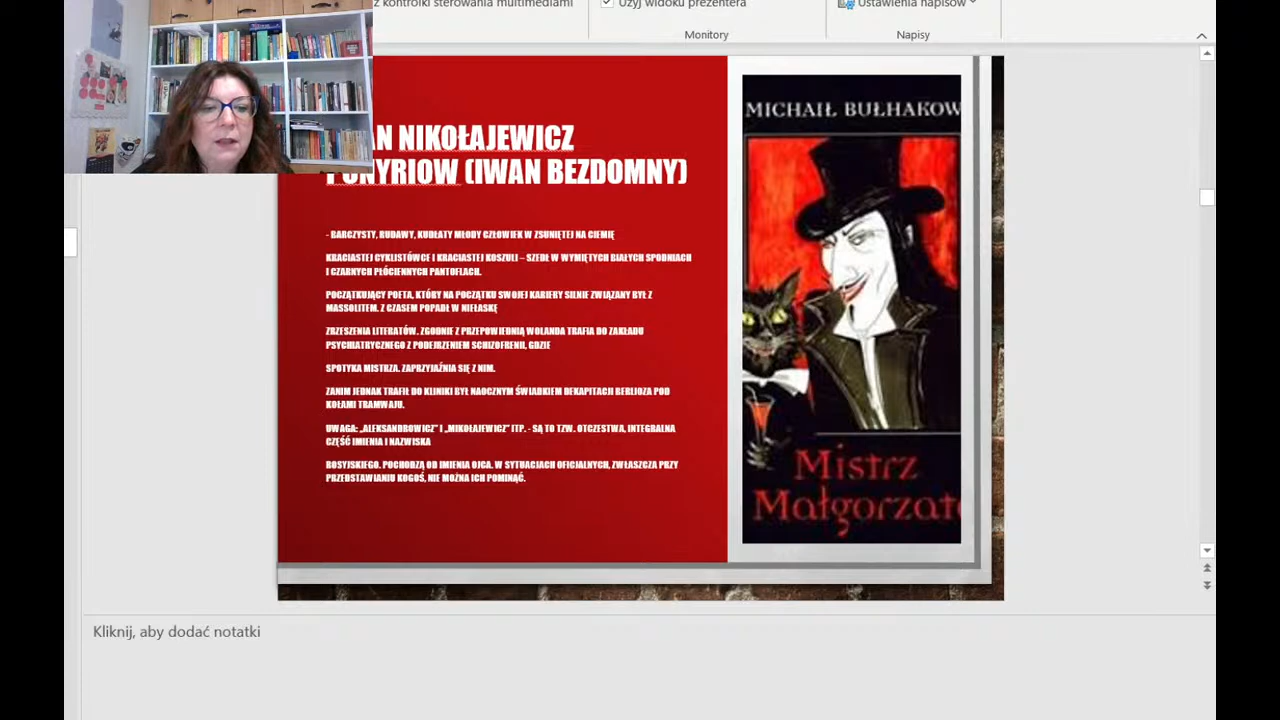 z kontrolki sterowania multimediami
Użyj widoku prezentera
Ustawienia napisów
Monitory
Napisy
AN NIKOŁAJEWICZ
PONYRIOW (IWAN BEZDOMNY)
- BARCZYSTY, RUDAWY, KUDŁATY MŁODY CZŁOWIEK W ZSUNIĘTEJ NA CIEMIĘ
KRACIASTEJ CYKLISTÓWCE I KRACIASTEJ KOSZULI – SZEDŁ W WYMIĘTYCH BIAŁYCH SPODNIACH
I CZARNYCH PŁÓCIENNYCH PANTOFLACH.
POCZĄTKUJĄCY POETA, KTÓRY NA POCZĄTKU SWOJEJ KARIERY SILNIE ZWIĄZANY BYŁ Z
MASSOLITEM. Z CZASEM POPADŁ W NIEŁASKĘ
ZRZESZENIA LITERATÓW. ZGODNIE Z PRZEPOWIEDNIĄ WOLANDA TRAFIA DO ZAKŁADU
PSYCHIATRYCZNEGO Z PODEJRZENIEM SCHIZOFRENII, GDZIE
SPOTYKA MISTRZA. ZAPRZYJAŹNIA SIĘ Z NIM.
ZANIM JEDNAK TRAFIŁ DO KLINIKI BYŁ NAOCZNYM ŚWIADKIEM DEKAPITACJI BERLIOZA POD
KOŁAMI TRAMWAJU.
UWAGA: „ALEKSANDROWICZ" I „MIKOŁAJEWICZ" ITP. - SĄ TO TZW. OTCZESTWA, INTEGRALNA
CZĘŚĆ IMIENIA I NAZWISKA
ROSYJSKIEGO. POCHODZĄ OD IMIENIA OJCA. W SYTUACJACH OFICJALNYCH, ZWŁASZCZA PRZY
PRZEDSTAWIANIU KOGOŚ, NIE MOŻNA ICH POMINĄĆ.
MICHAIŁ BUŁHAKOW
Mistrz
Małgorzata
Kliknij, aby dodać notatki